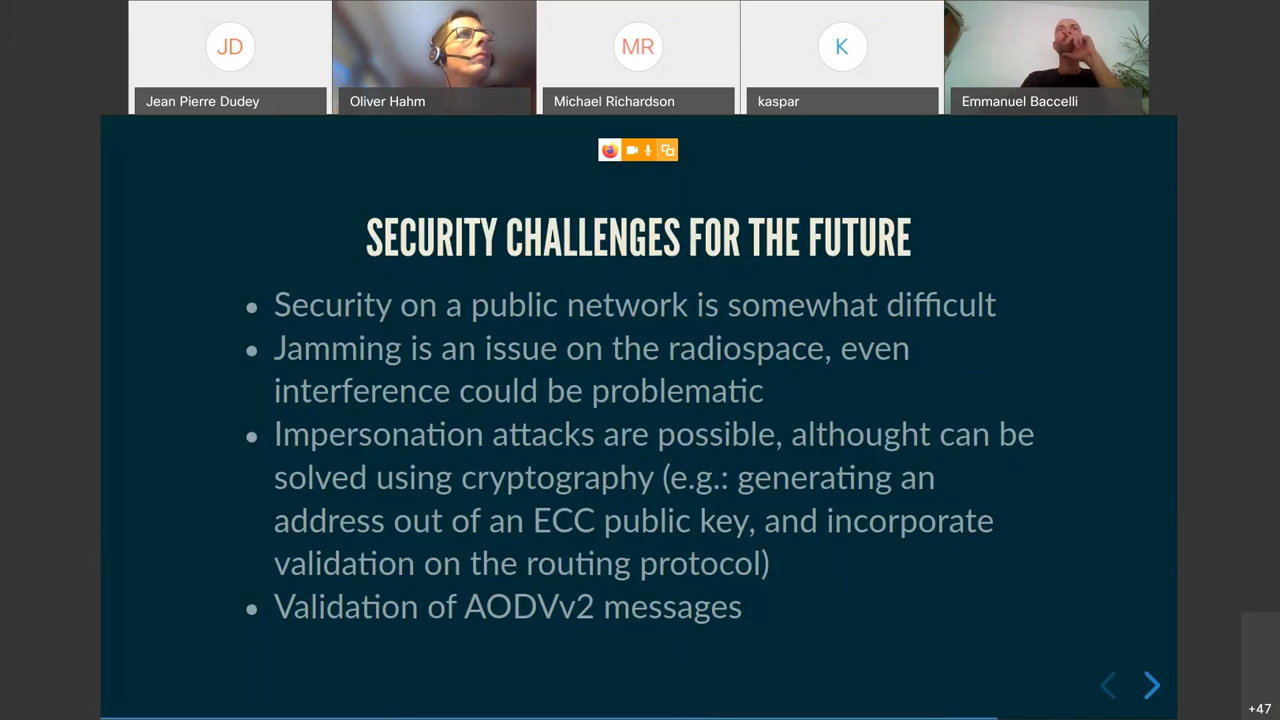 JD
MR
K
Jean Pierre Dudey
Oliver Hahm
Michael Richardson
kaspar
Emmanuel Baccelli
SECURITY CHALLENGES FOR THE FUTURE
• Security on a public network is somewhat difficult
• Jamming is an issue on the radiospace, even
interference could be problematic
• Impersonation attacks are possible, althought can be
solved using cryptography (e.g.: generating an
address out of an ECC public key, and incorporate
validation on the routing protocol)
• Validation of AODVv2 messages
+47